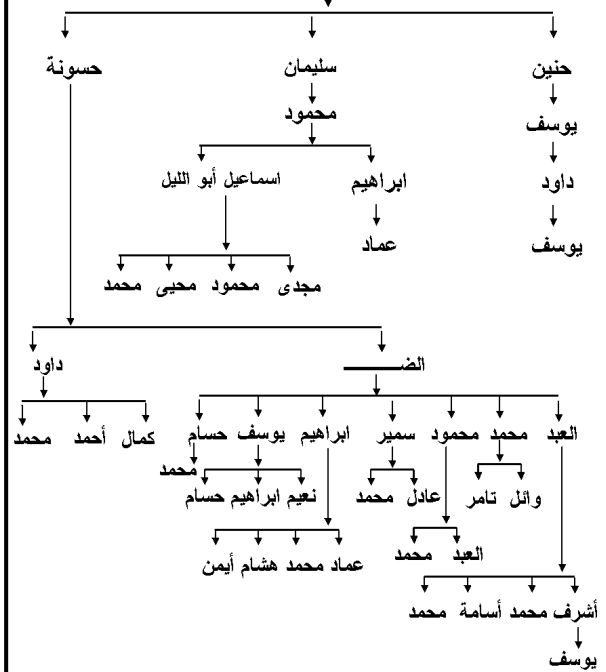 حنين سليمان حسونة
محمود
يوسف
ابراهيم اسماعيل أبو الليل داود
عماد يوسف
مجدى محمود محيى محمد
داود
كمال أحمد محمد
العبد محمد محمود سمير ابراهيم يوسف حسام
محمد
وائل تامر عادل محمد نعيم ابراهيم حسام
العبد محمد
عماد محمد هشام أيمن
أشرف محمد أسامة محمد
يوسف